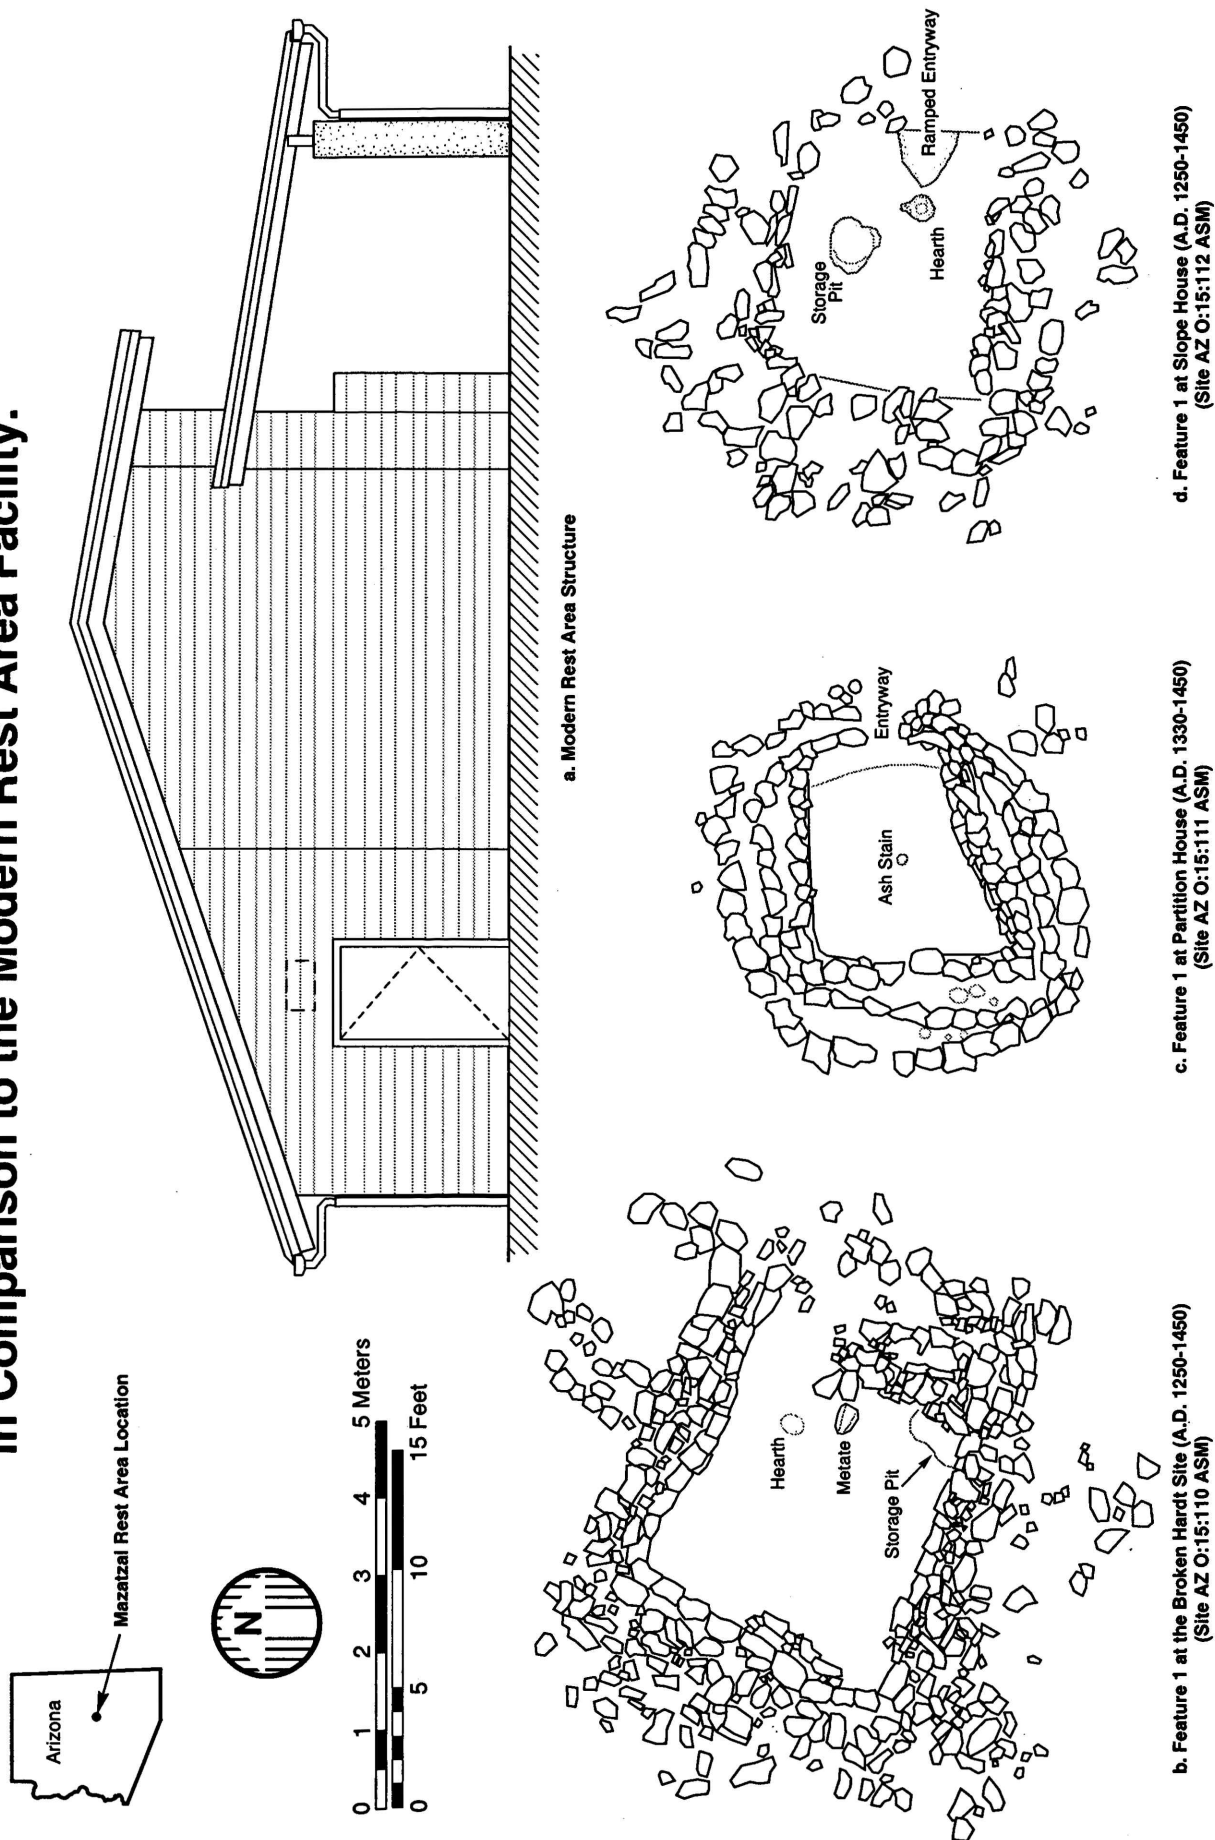 in Comparison to the Modern Rest Area Facility.
Arizona
Mazatzal Rest Area Location
N
0 1 2 3 4 5 Meters
0 5 10 15 Feet
a. Modern Rest Area Structure
Hearth
Metate
Storage Pit
b. Feature 1 at the Broken Hardt Site (A.D. 1250-1450)
(Site AZ O:15:110 ASM)
Ash Stain
Entryway
c. Feature 1 at Partition House (A.D. 1330-1450)
(Site AZ O:15:111 ASM)
Storage
Pit
Hearth
Ramped Entryway
d. Feature 1 at Slope House (A.D. 1250-1450)
(Site AZ O:15:112 ASM)